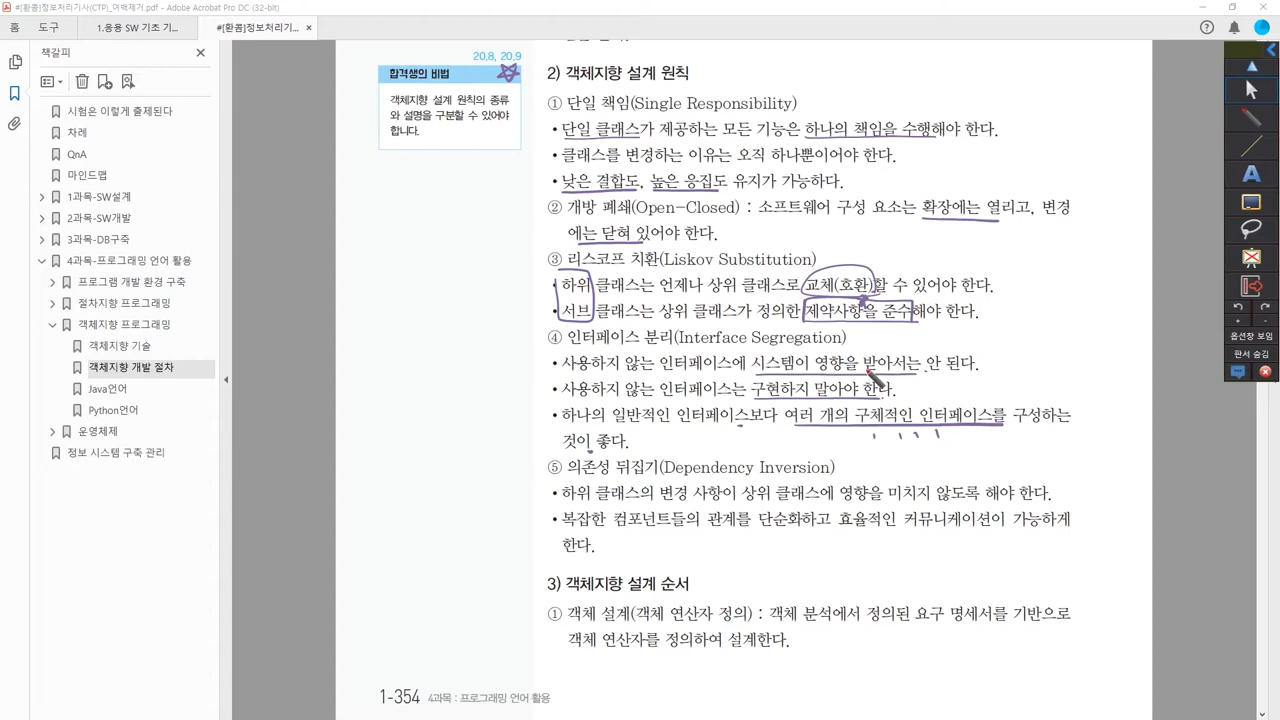 #[환콤]정보처리기사(CTP)_여백제거.pdf - Adobe Acrobat Pro DC (32-bit)
홈 도구 1.응용 SW 기초 기... #[환콤]정보처리기... ×
책갈피
시험은 이렇게 출제된다
차례
QnA
마인드맵
1과목-SW설계
2과목-SW개발
3과목-DB구축
4과목-프로그래밍 언어 활용
프로그램 개발 환경 구축
절차지향 프로그래밍
객체지향 프로그래밍
객체지향 기술
객체지향 개발 절차
Java언어
Python언어
운영체제
정보 시스템 구축 관리
20.8, 20.9
합격생의 비법
객체지향 설계 원칙의 종류
와 설명을 구분할 수 있어야
합니다.
2) 객체지향 설계 원칙
① 단일 책임(Single Responsibility)
• 단일 클래스가 제공하는 모든 기능은 하나의 책임을 수행해야 한다.
• 클래스를 변경하는 이유는 오직 하나뿐이어야 한다.
• 낮은 결합도, 높은 응집도 유지가 가능하다.
② 개방 폐쇄(Open-Closed) : 소프트웨어 구성 요소는 확장에는 열리고, 변경
에는 닫혀 있어야 한다.
③ 리스코프 치환(Liskov Substitution)
• 하위 클래스는 언제나 상위 클래스로 교체(호환)할 수 있어야 한다.
• 서브 클래스는 상위 클래스가 정의한 제약사항을 준수해야 한다.
④ 인터페이스 분리(Interface Segregation)
• 사용하지 않는 인터페이스에 시스템이 영향을 받아서는 안 된다.
• 사용하지 않는 인터페이스는 구현하지 말아야 한다.
• 하나의 일반적인 인터페이스보다 여러 개의 구체적인 인터페이스를 구성하는
것이 좋다.
⑤ 의존성 뒤집기(Dependency Inversion)
• 하위 클래스의 변경 사항이 상위 클래스에 영향을 미치지 않도록 해야 한다.
• 복잡한 컴포넌트들의 관계를 단순화하고 효율적인 커뮤니케이션이 가능하게
한다.
3) 객체지향 설계 순서
① 객체 설계(객체 연산자 정의) : 객체 분석에서 정의된 요구 명세서를 기반으로
객체 연산자를 정의하여 설계한다.
1-354 4과목 : 프로그래밍 언어 활용
옵션창 보임
판서 숨김